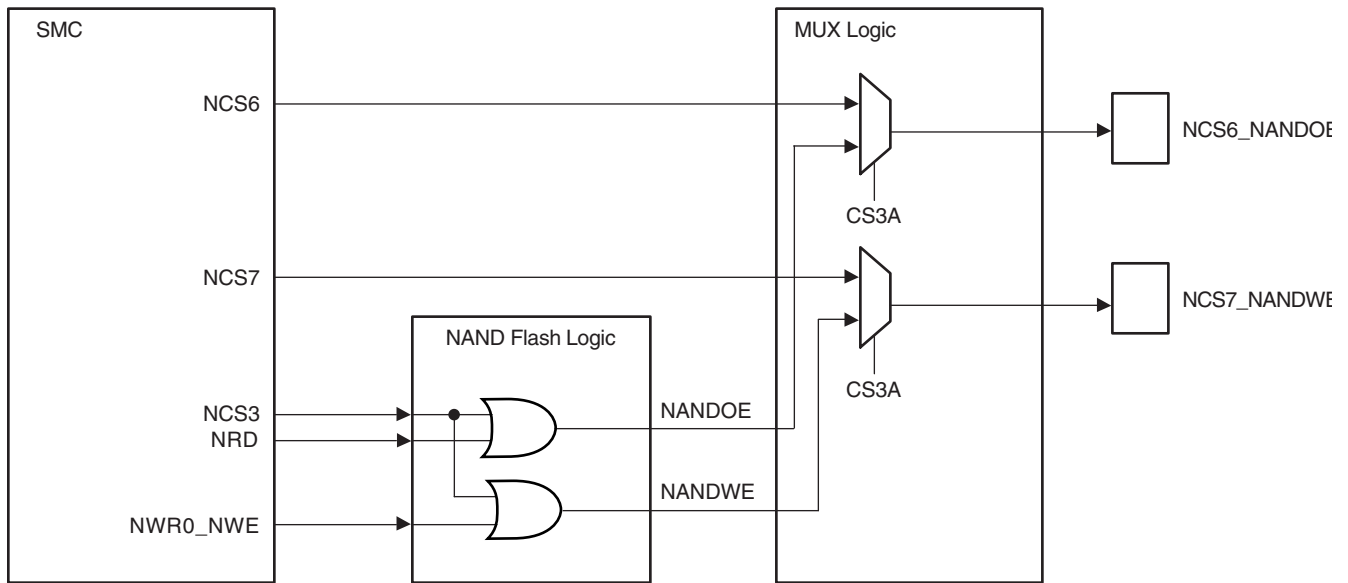 SMC
MUX Logic
NCS6
NCS6_NANDOE
CS3A
NCS7
NCS7_NANDWE
NAND Flash Logic
CS3A
NCS3
NANDOE
NRD
NANDWE
NWR0_NWE